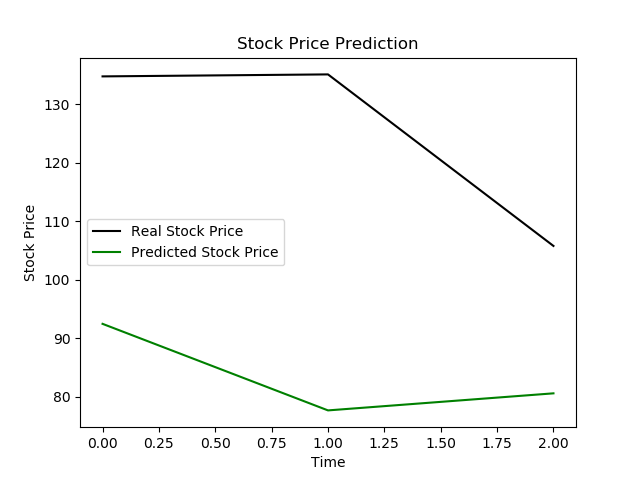 Stock Price Prediction
130
120
110
100
90
80
Stock Price
Real Stock Price
Predicted Stock Price
0.00 0.25 0.50 0.75 1.00 1.25 1.50 1.75 2.00
Time